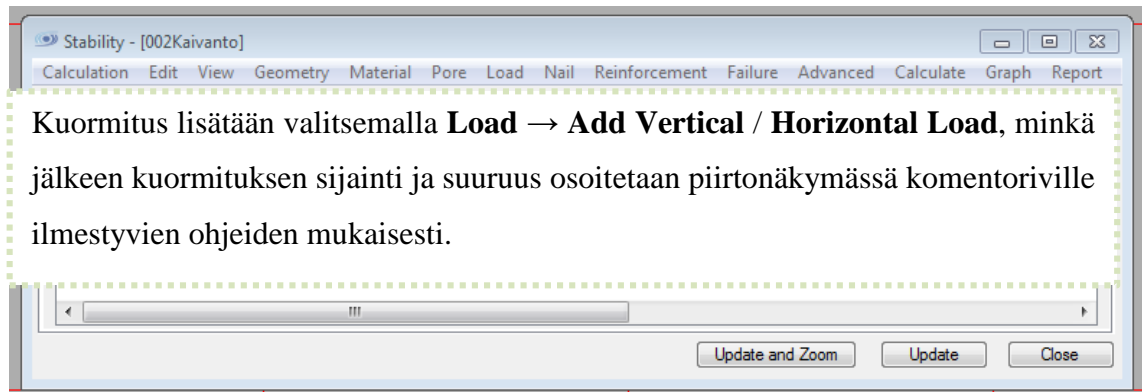 Stability - [002Kaivanto]
Calculation Edit View Geometry Material Pore Load Nail Reinforcement Failure Advanced Calculate Graph Report
Kuormitus lisätään valitsemalla Load → Add Vertical / Horizontal Load, minkä
jälkeen kuormituksen sijainti ja suuruus osoitetaan piirtonäkymässä komentoriville
ilmestyvien ohjeiden mukaisesti.
Update and Zoom Update Close